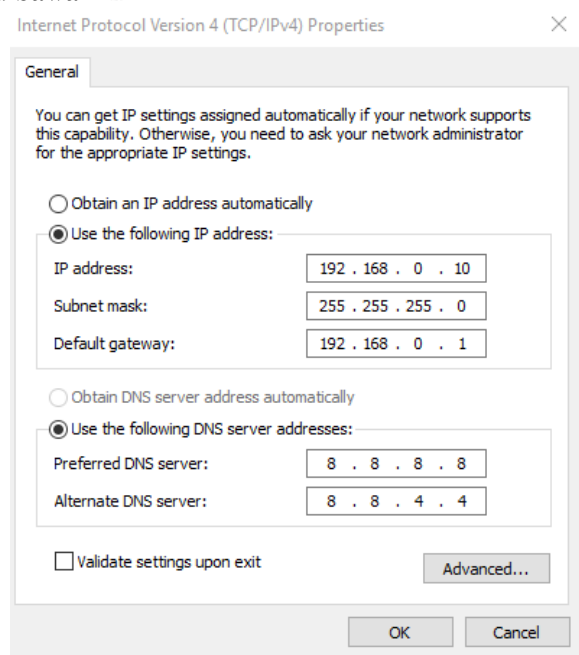 Internet Protocol Version 4 (TCP/IPv4) Properties
General
You can get IP settings assigned automatically if your network supports
this capability. Otherwise, you need to ask your network administrator
for the appropriate IP settings.
Obtain an IP address automatically
Use the following IP address:
IP address: 192 . 168 . 0 . 10
Subnet mask: 255 . 255 . 255 . 0
Default gateway: 192 . 168 . 0 . 1
Obtain DNS server address automatically
Use the following DNS server addresses:
Preferred DNS server: 8 . 8 . 8 . 8
Alternate DNS server: 8 . 8 . 4 . 4
Validate settings upon exit
Advanced...
OK Cancel